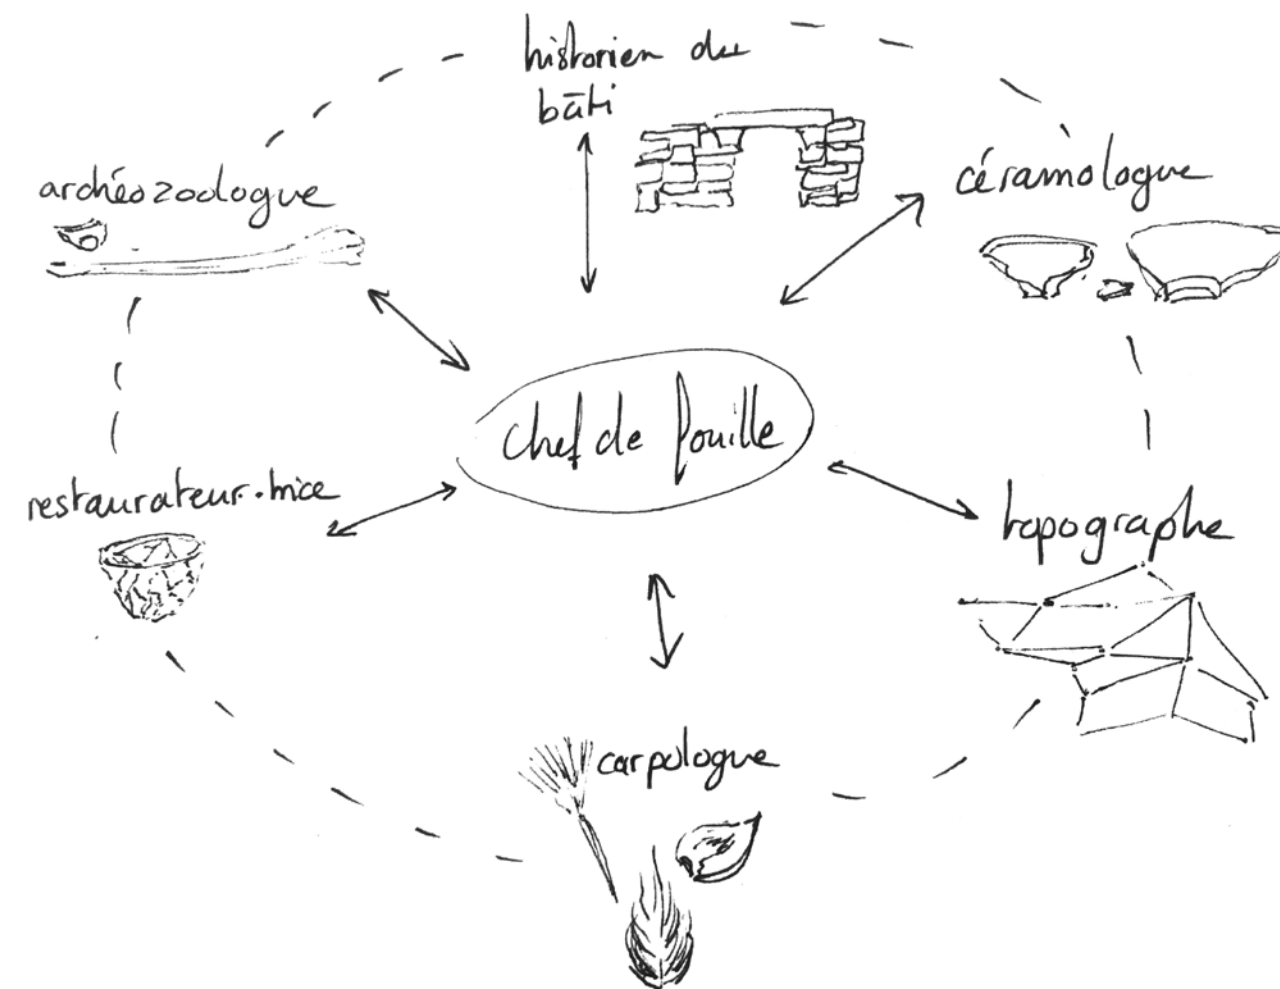 historien du
bâti
archéozoologue
céramologue
chef de fouille
restaurateur.trice
topographe
carpologue